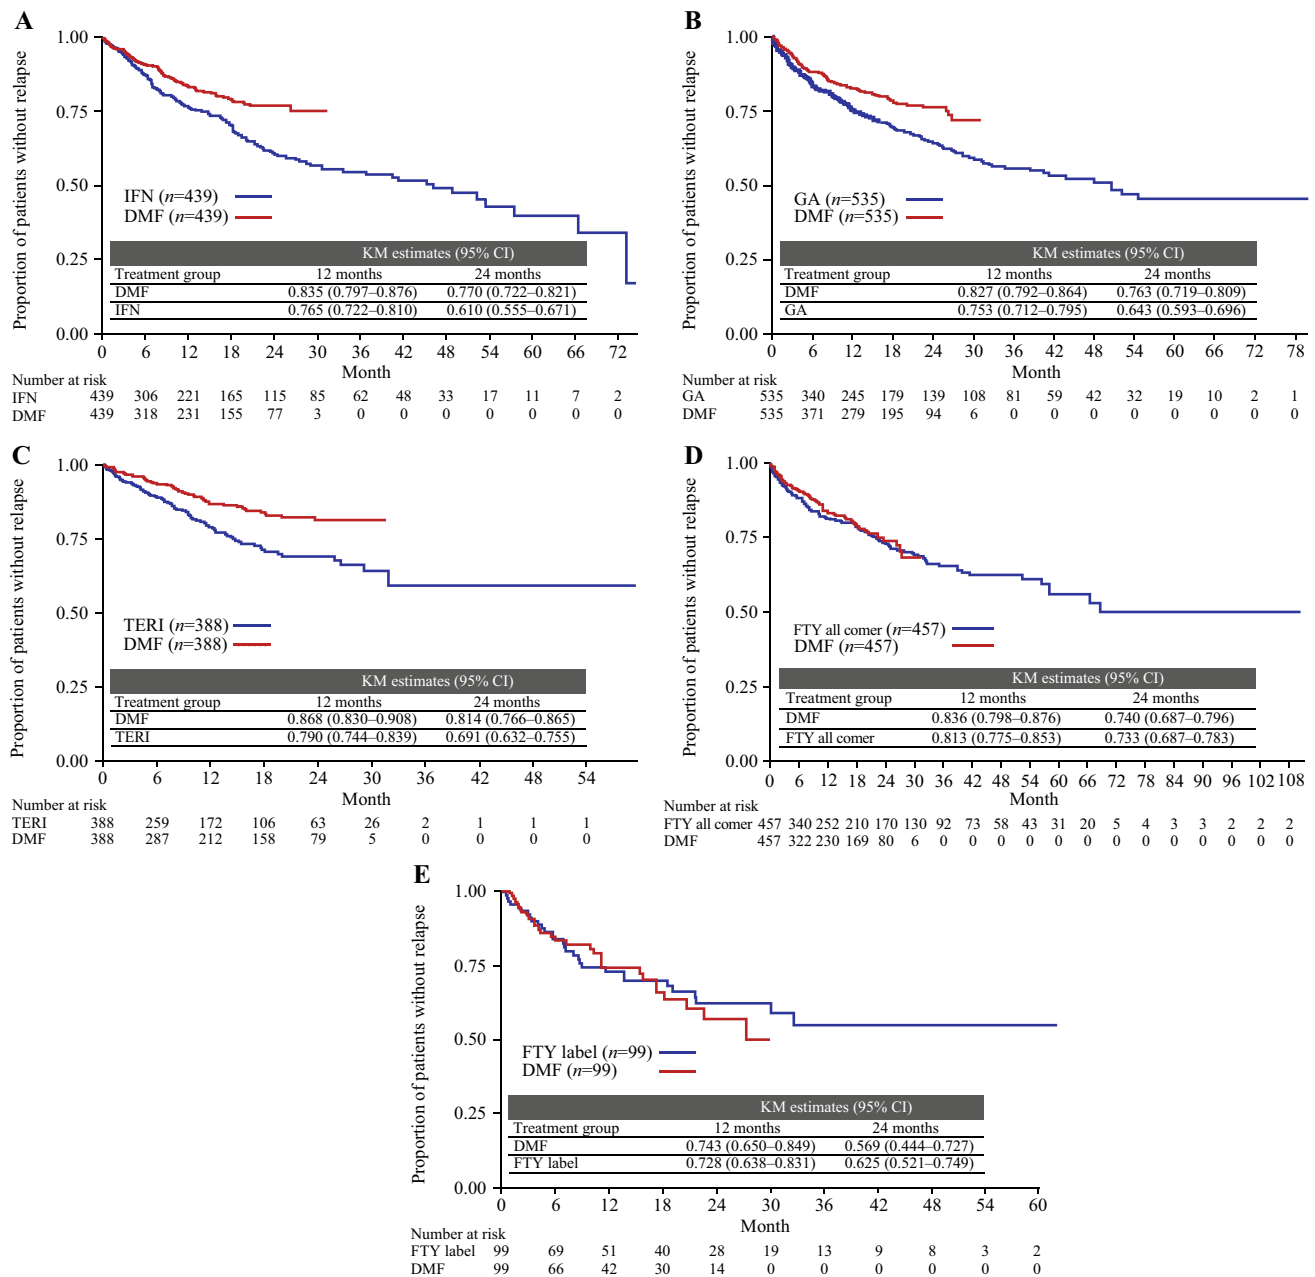 A
Proportion of patients without relapse
1.00
0.75
0.50
0.25
0.00
IFN (n=439)
DMF (n=439)
KM estimates (95% CI)
Treatment group 12 months 24 months
DMF 0.835 (0.797–0.876) 0.770 (0.722–0.821)
IFN 0.765 (0.722–0.810) 0.610 (0.555–0.671)
0 6 12 18 24 30 36 42 48 54 60 66 72
Month
Number at risk
IFN 439 306 221 165 115 85 62 48 33 17 11 7 2
DMF 439 318 231 155 77 3 0 0 0 0 0 0 0
B
Proportion of patients without relapse
1.00
0.75
0.50
0.25
0.00
GA (n=535)
DMF (n=535)
KM estimates (95% CI)
Treatment group 12 months 24 months
DMF 0.827 (0.792–0.864) 0.763 (0.719–0.809)
GA 0.753 (0.712–0.795) 0.643 (0.593–0.696)
0 6 12 18 24 30 36 42 48 54 60 66 72 78
Month
Number at risk
GA 535 340 245 179 139 108 81 59 42 32 19 10 2 1
DMF 535 371 279 195 94 6 0 0 0 0 0 0 0 0
C
Proportion of patients without relapse
1.00
0.75
0.50
0.25
0.00
TERI (n=388)
DMF (n=388)
KM estimates (95% CI)
Treatment group 12 months 24 months
DMF 0.868 (0.830–0.908) 0.814 (0.766–0.865)
TERI 0.790 (0.744–0.839) 0.691 (0.632–0.755)
0 6 12 18 24 30 36 42 48 54
Month
Number at risk
TERI 388 259 172 106 63 26 2 1 1 1
DMF 388 287 212 158 79 5 0 0 0 0
D
Proportion of patients without relapse
1.00
0.75
0.50
0.25
0.00
FTY all comer (n=457)
DMF (n=457)
KM estimates (95% CI)
Treatment group 12 months 24 months
DMF 0.836 (0.798–0.876) 0.740 (0.687–0.796)
FTY all comer 0.813 (0.775–0.853) 0.733 (0.687–0.783)
0 6 12 18 24 30 36 42 48 54 60 66 72 78 84 90 96 102 108
Month
Number at risk
FTY all comer 457 340 252 210 170 130 92 73 58 43 31 20 5 4 3 3 2 2 2
DMF 457 322 230 169 80 6 0 0 0 0 0 0 0 0 0 0 0 0 0
E
Proportion of patients without relapse
1.00
0.75
0.50
0.25
0.00
FTY label (n=99)
DMF (n=99)
KM estimates (95% CI)
Treatment group 12 months 24 months
DMF 0.743 (0.650–0.849) 0.569 (0.444–0.727)
FTY label 0.728 (0.638–0.831) 0.625 (0.521–0.749)
0 6 12 18 24 30 36 42 48 54 60
Month
Number at risk
FTY label 99 69 51 40 28 19 13 9 8 3 2
DMF 99 66 42 30 14 0 0 0 0 0 0